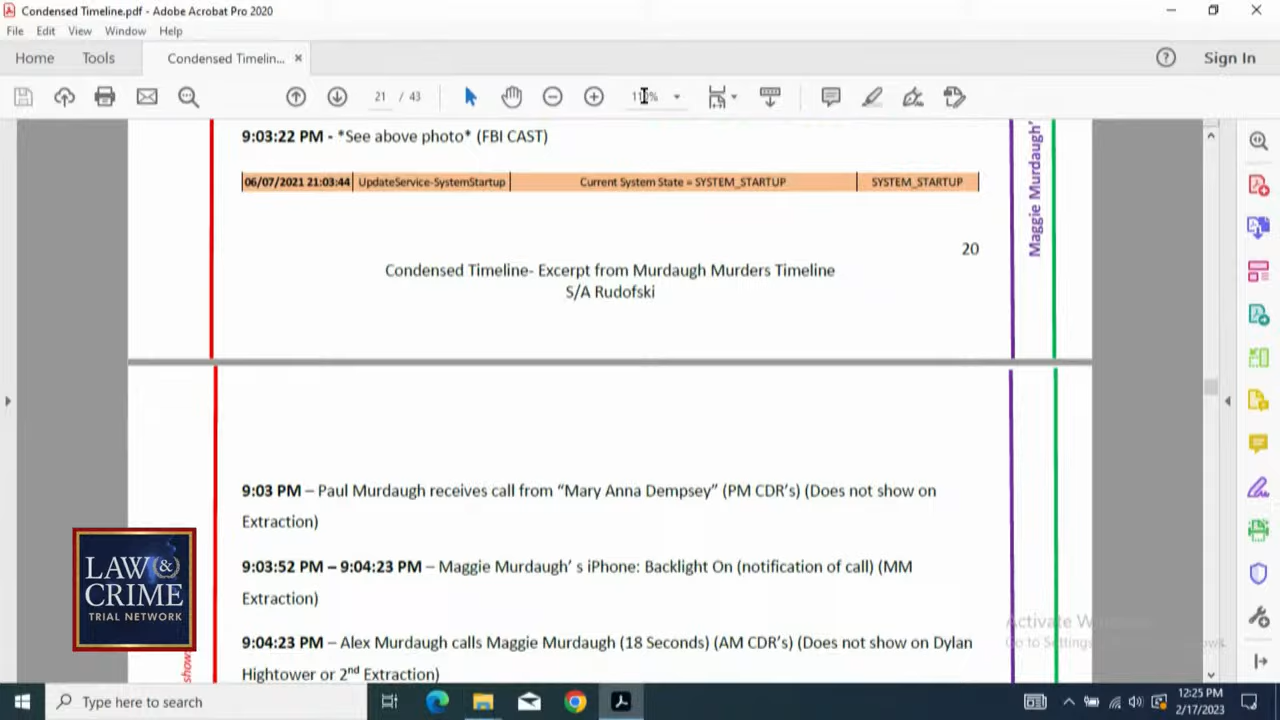 Condensed Timeline.pdf - Adobe Acrobat Pro 2020
File Edit View Window Help
Home Tools Condensed Timelin... × Sign In
21 / 43
9:03:22 PM - *See above photo* (FBI CAST)
06/07/2021 21:03:44 UpdateService-SystemStartup Current System State = SYSTEM_STARTUP SYSTEM_STARTUP
Maggie Murdaugh'
20
Condensed Timeline- Excerpt from Murdaugh Murders Timeline
S/A Rudofski
9:03 PM – Paul Murdaugh receives call from “Mary Anna Dempsey” (PM CDR’s) (Does not show on
Extraction)
9:03:52 PM – 9:04:23 PM – Maggie Murdaugh’ s iPhone: Backlight On (notification of call) (MM
Extraction)
9:04:23 PM – Alex Murdaugh calls Maggie Murdaugh (18 Seconds) (AM CDR’s) (Does not show on Dylan
Hightower or 2nd Extraction)
shows
LAW &
CRIME
TRIAL NETWORK
Activate
Go to Settings
Type here to search
12:25 PM
2/17/2023